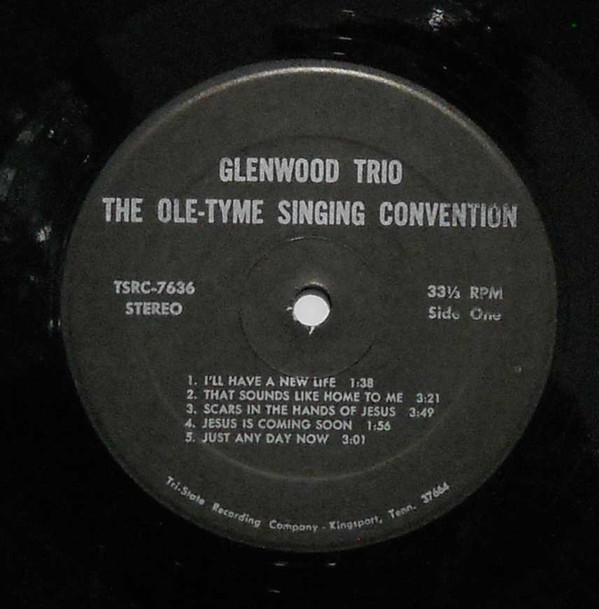 GLENWOOD TRIO
THE OLE-TYME SINGING CONVENTION
TSRC-7636
STEREO
33⅓ RPM
Side One
1. I'LL HAVE A NEW LIFE 1:38
2. THAT SOUNDS LIKE HOME TO ME 3:21
3. SCARS IN THE HANDS OF JESUS 3:49
4. JESUS IS COMING SOON 1:56
5. JUST ANY DAY NOW 3:01
Tri-State Recording Company - Kingsport, Tenn. 37664